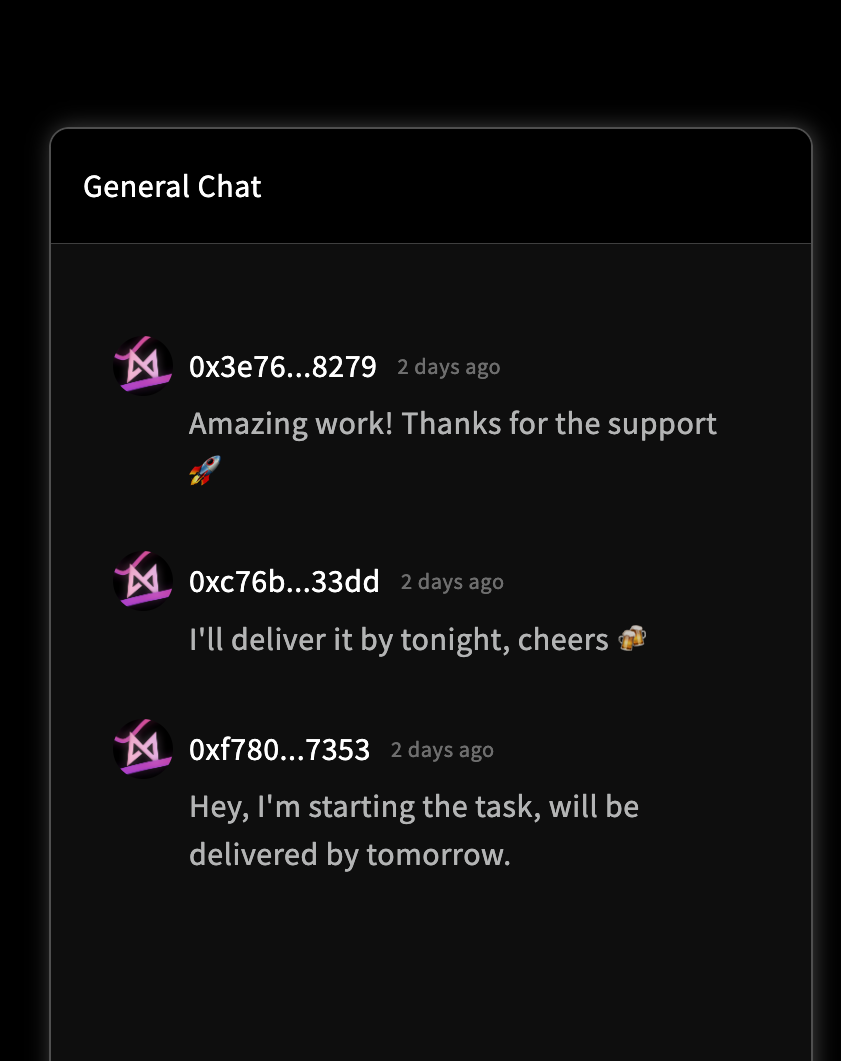 General Chat
0x3e76...8279 2 days ago
Amazing work! Thanks for the support
🚀
0xc76b...33dd 2 days ago
I'll deliver it by tonight, cheers 🍻
0xf780...7353 2 days ago
Hey, I'm starting the task, will be
delivered by tomorrow.